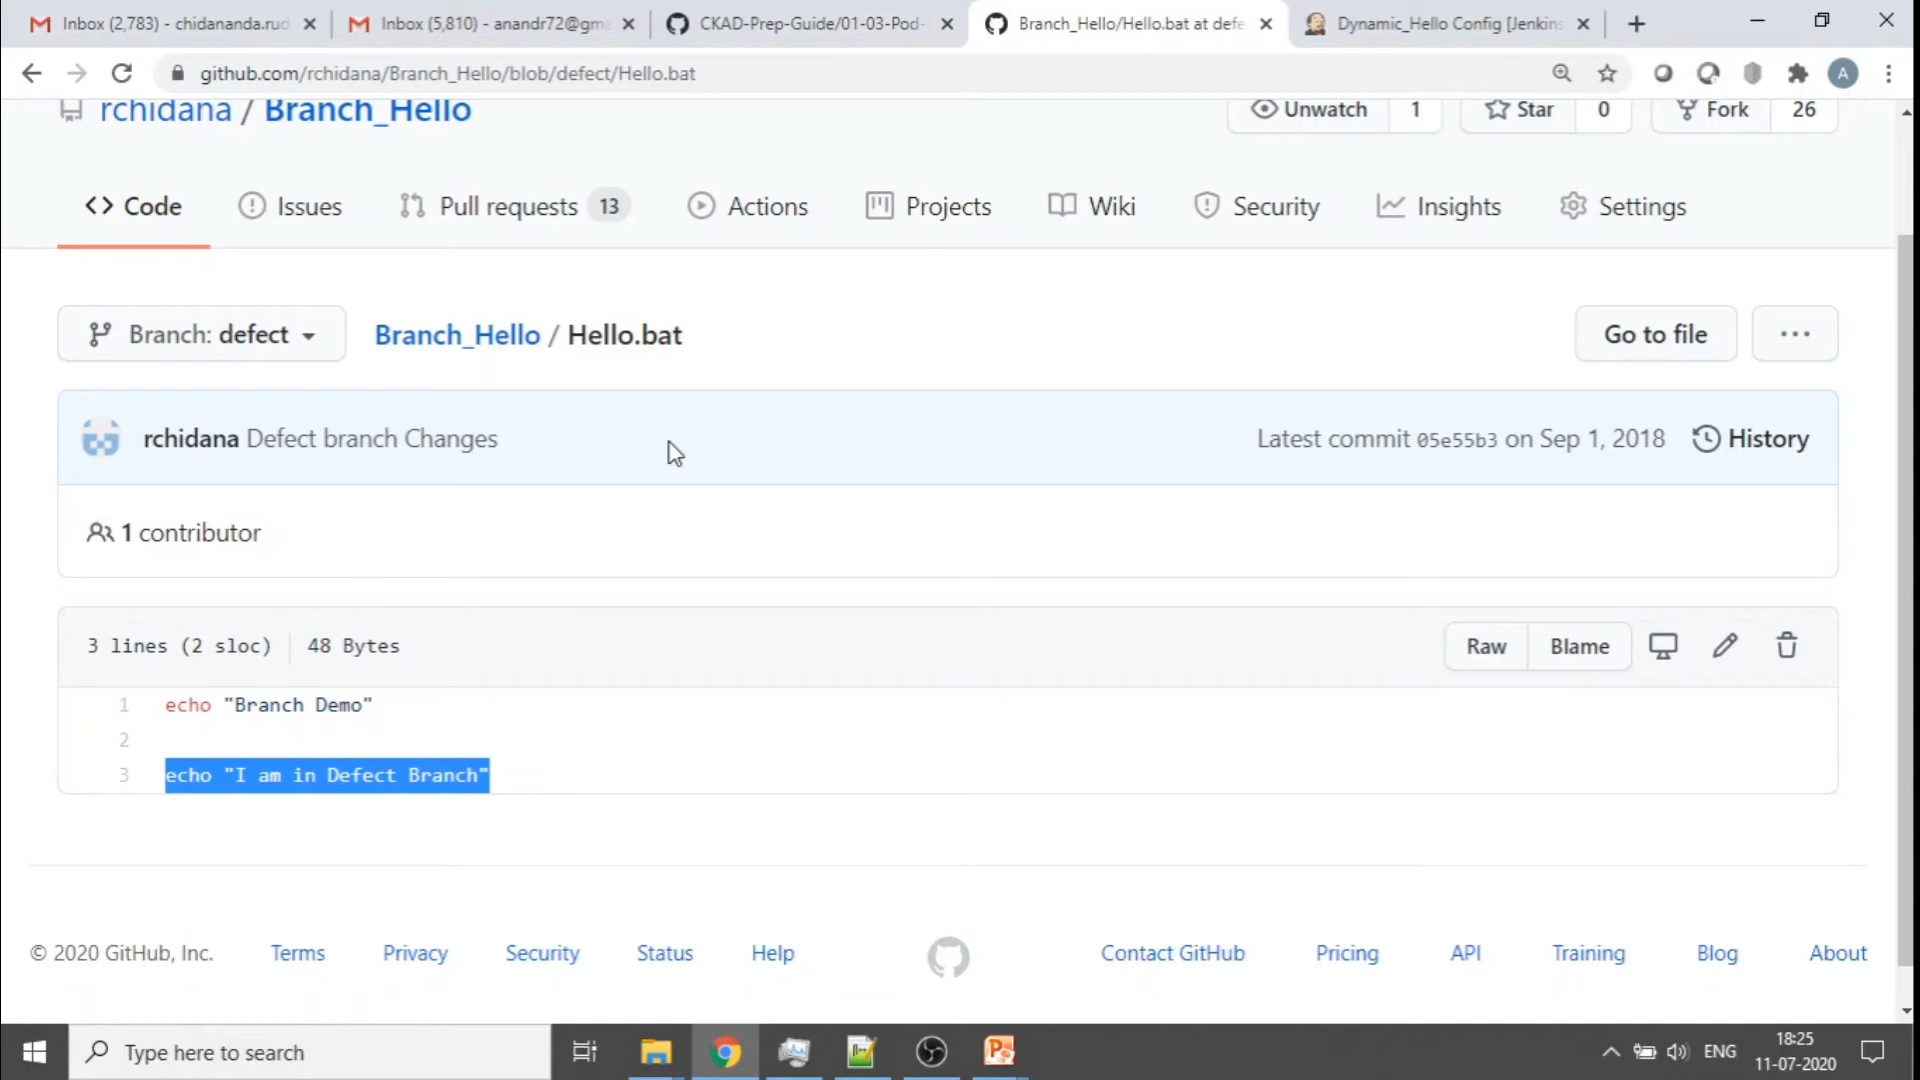 Inbox (2,783) - chidananda.rud
Inbox (5,810) - anandr72@gma
CKAD-Prep-Guide/01-03-Pod-
Branch_Hello/Hello.bat at defe
Dynamic_Hello Config [Jenkins
github.com/rchidana/Branch_Hello/blob/defect/Hello.bat
A
rchidana / Branch_Hello
Unwatch 1
Star 0
Fork 26
Code
Issues
Pull requests 13
Actions
Projects
Wiki
Security
Insights
Settings
Branch: defect
Branch_Hello / Hello.bat
Go to file
rchidana Defect branch Changes
Latest commit 05e55b3 on Sep 1, 2018
History
1 contributor
3 lines (2 sloc)
48 Bytes
Raw
Blame
1 echo "Branch Demo"
2
3 echo "I am in Defect Branch"
© 2020 GitHub, Inc.
Terms
Privacy
Security
Status
Help
Contact GitHub
Pricing
API
Training
Blog
About
Type here to search
ENG
18:25
11-07-2020